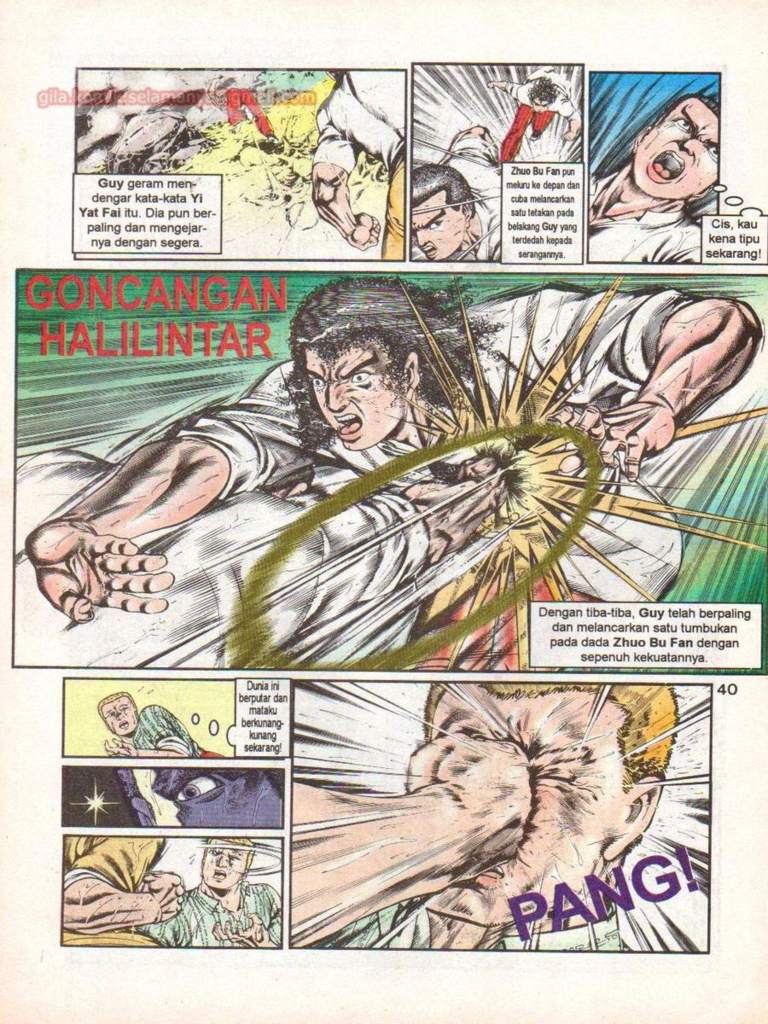 Guy geram men-
dengar kata-kata Yi
Yat Fai itu. Dia pun ber-
paling dan mengejar-
nya dengan segera.
Zhuo Bu Fan pun
meluru ke depan dan
cuba melancarkan
satu tetakan pada
belakang Guy yang
terdedah kepada
serangannya.
Cis, kau
kena tipu
sekarang!
GONCANGAN
HALILINTAR
Dengan tiba-tiba, Guy telah berpaling
dan melancarkan satu tumbukan
pada dada Zhuo Bu Fan dengan
sepenuh kekuatannya.
40
Dunia ini
berputar dan
mataku
berkunang-
kunang
sekarang!
PANG!